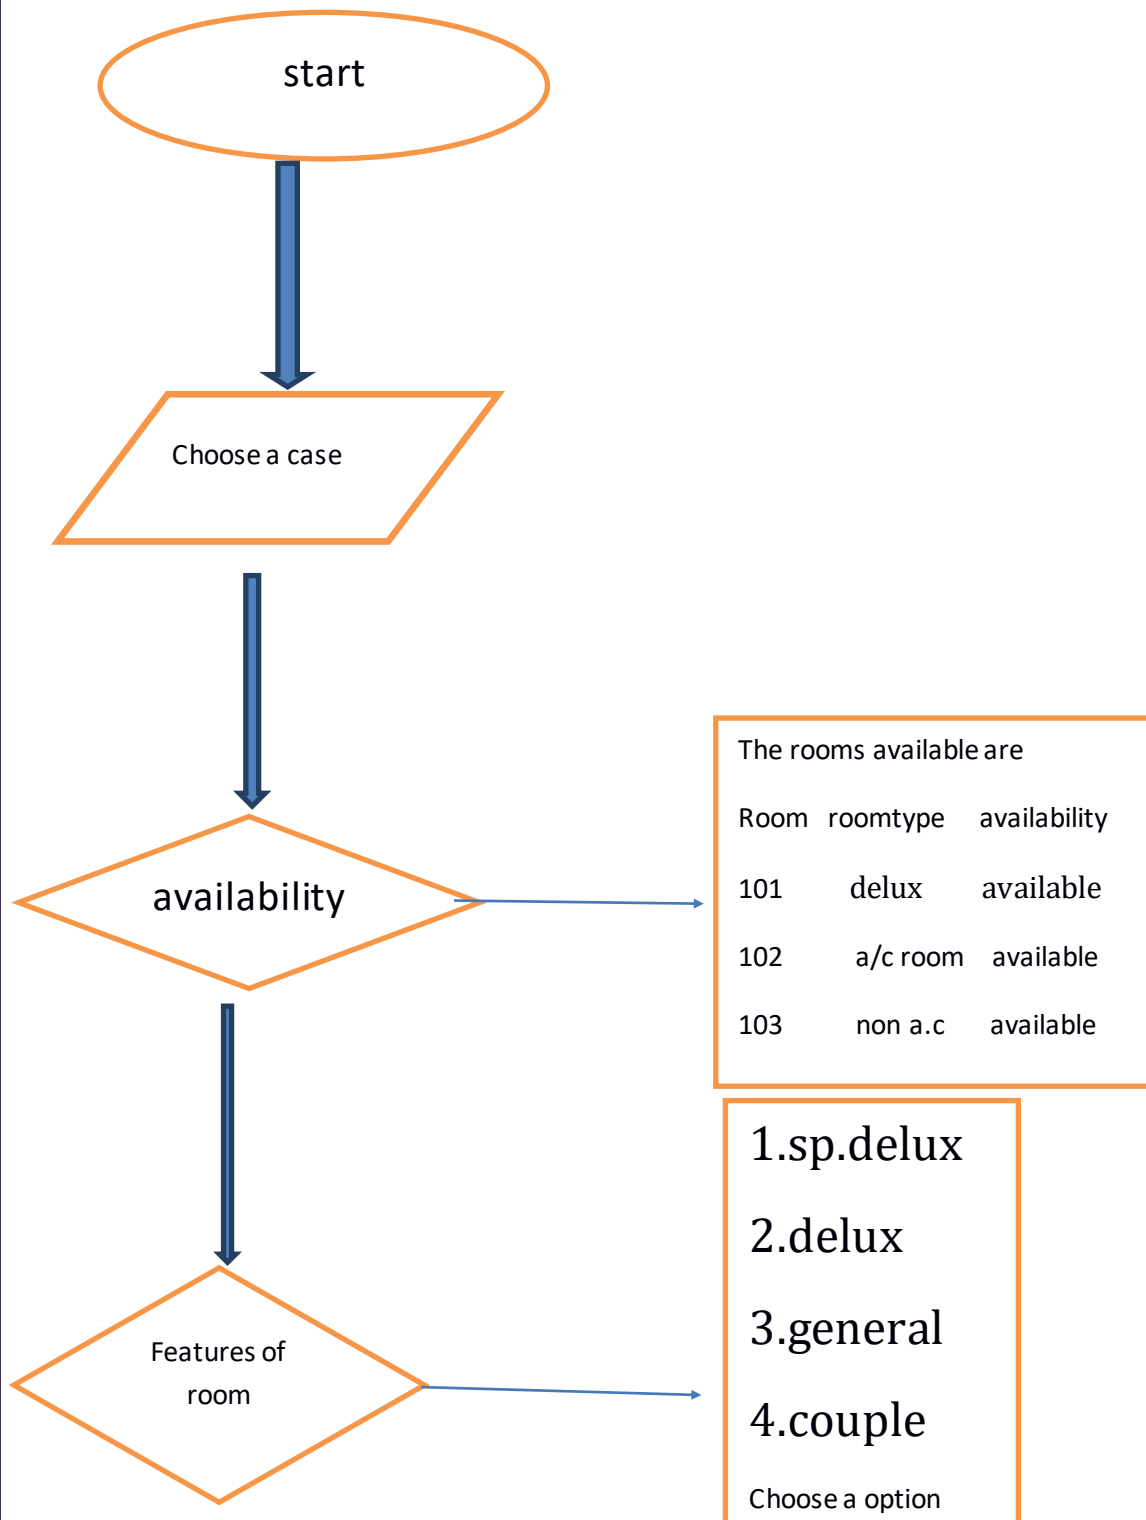 start
Choose a case
availability
The rooms available are
Room roomtype availability
101 delux available
102 a/c room available
103 non a.c available
Features of
room
1.sp.delux
2.delux
3.general
4.couple
Choose a option